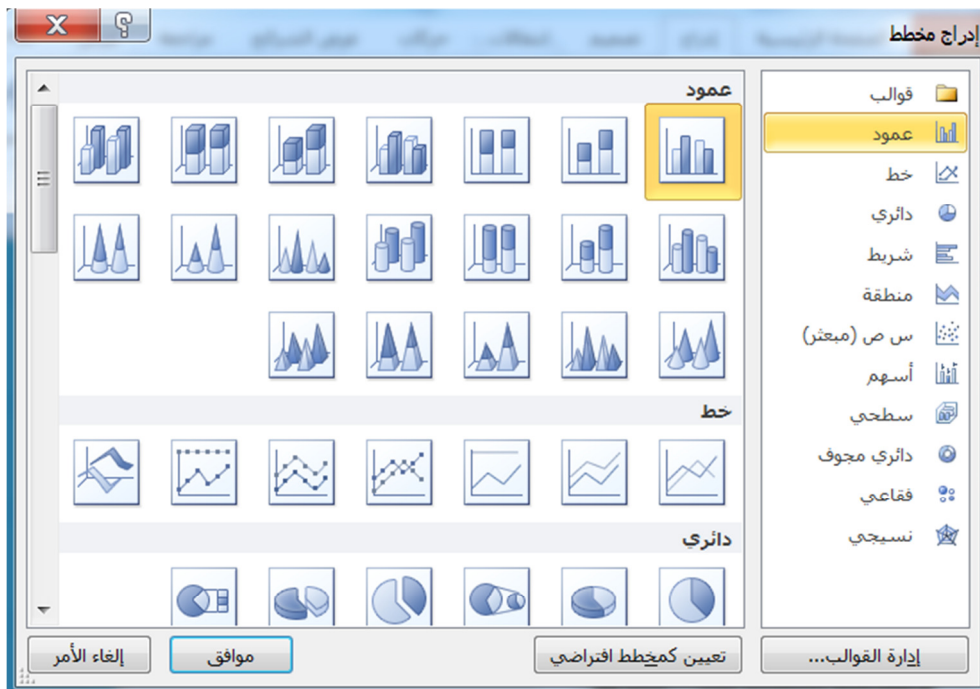 إدراج مخطط
قوالب
عمود
خط
دائري
شريط
منطقة
س ص (مبعثر)
أسهم
سطحي
دائري مجوف
فقاعي
نسيجي
عمود
خط
دائري
إدارة القوالب...
تعيين كمخطط افتراضي
موافق
إلغاء الأمر